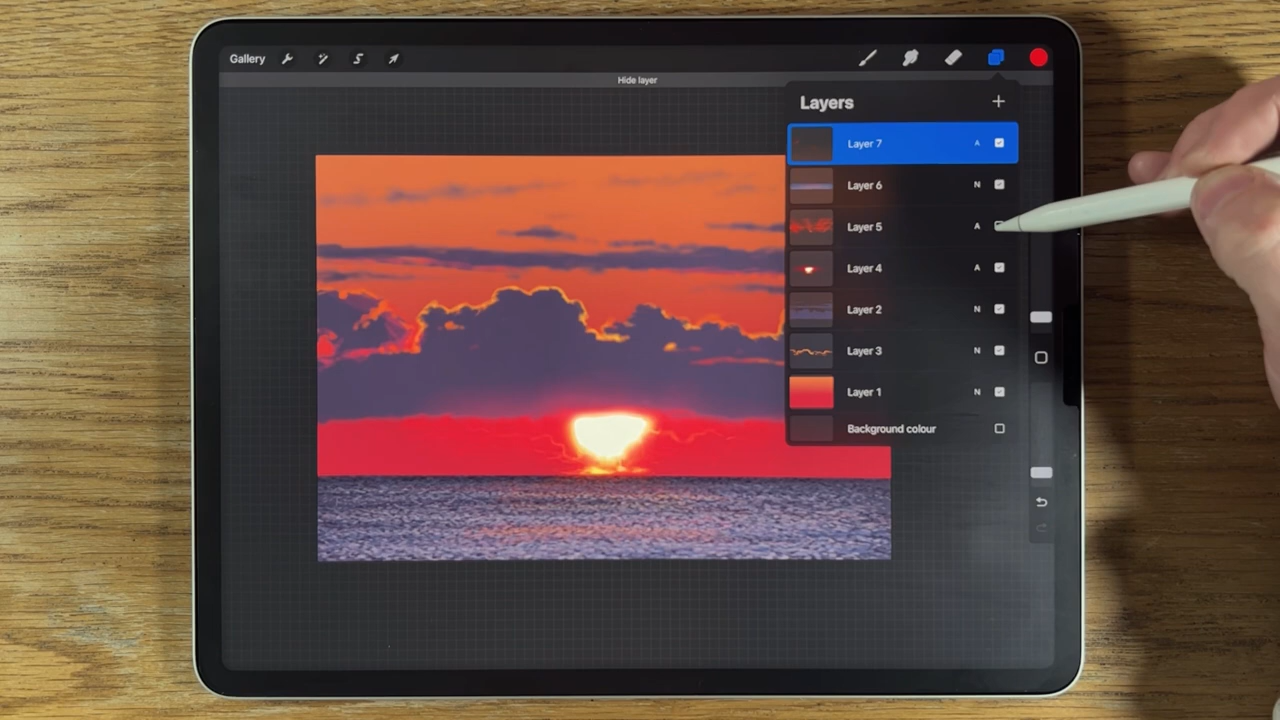 Gallery
Hide layer
Layers
Layer 7 A
Layer 6 N
Layer 5 A
Layer 4 A
Layer 2 N
Layer 3 N
Layer 1 N
Background colour